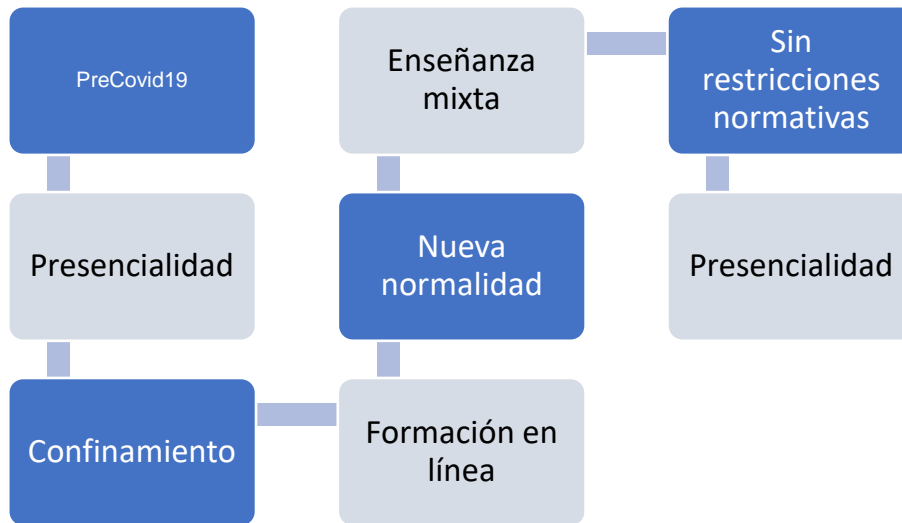 PreCovid19
Presencialidad
Confinamiento
Formación en
línea
Nueva
normalidad
Enseñanza
mixta
Sin
restricciones
normativas
Presencialidad